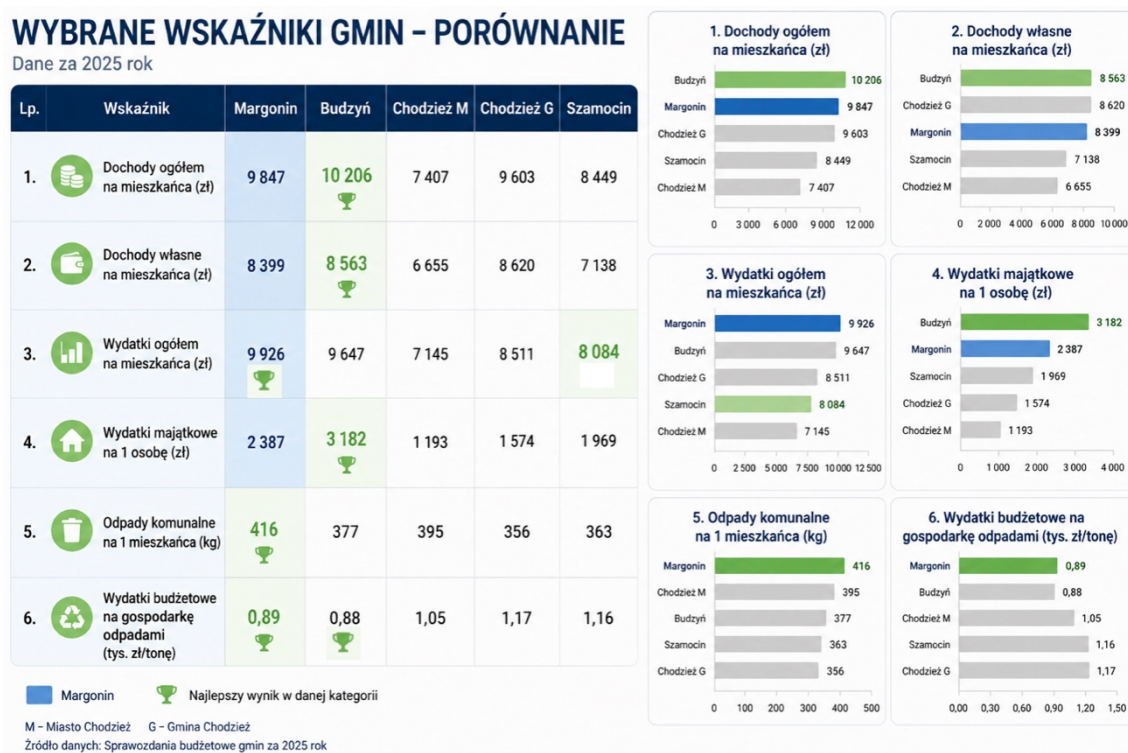 WYBRANE WSKAŹNIKI GMIN – PORÓWNANIE
Dane za 2025 rok
Lp. Wskaźnik Margonin Budzyń Chodzież M Chodzież G Szamocin
1. Dochody ogółem
na mieszkańca (zł)
9 847 10 206 7 407 9 603 8 449
2. Dochody własne
na mieszkańca (zł)
8 399 8 563 6 655 8 620 7 138
3. Wydatki ogółem
na mieszkańca (zł)
9 926 9 647 7 145 8 511 8 084
4. Wydatki majątkowe
na 1 osobę (zł)
2 387 3 182 1 193 1 574 1 969
5. Odpady komunalne
na 1 mieszkańca (kg)
416 377 395 356 363
6. Wydatki budżetowe
na gospodarkę
odpadami
(tys. zł/tonę)
0,89 0,88 1,05 1,17 1,16
Margonin Najlepszy wynik w danej kategorii
M – Miasto Chodzież G – Gmina Chodzież
Źródło danych: Sprawozdania budżetowe gmin za 2025 rok
1. Dochody ogółem
na mieszkańca (zł)
Budzyń 10 206
Margonin 9 847
Chodzież G 9 603
Szamocin 8 449
Chodzież M 7 407
0 3 000 6 000 9 000 12 000
2. Dochody własne
na mieszkańca (zł)
Budzyń 8 563
Chodzież G 8 620
Margonin 8 399
Szamocin 7 138
Chodzież M 6 655
0 2 000 4 000 6 000 8 000 10 000
3. Wydatki ogółem
na mieszkańca (zł)
Margonin 9 926
Budzyń 9 647
Chodzież G 8 511
Szamocin 8 084
Chodzież M 7 145
0 2 500 5 000 7 500 10 000 12 500
4. Wydatki majątkowe
na 1 osobę (zł)
Budzyń 3 182
Margonin 2 387
Szamocin 1 969
Chodzież G 1 574
Chodzież M 1 193
0 1 000 2 000 3 000 4 000
5. Odpady komunalne
na 1 mieszkańca (kg)
Margonin 416
Chodzież M 395
Budzyń 377
Szamocin 363
Chodzież G 356
0 100 200 300 400 500
6. Wydatki budżetowe na
gospodarkę odpadami (tys. zł/tonę)
Margonin 0,89
Budzyń 0,88
Chodzież M 1,05
Szamocin 1,16
Chodzież G 1,17
0,00 0,30 0,60 0,90 1,20 1,50